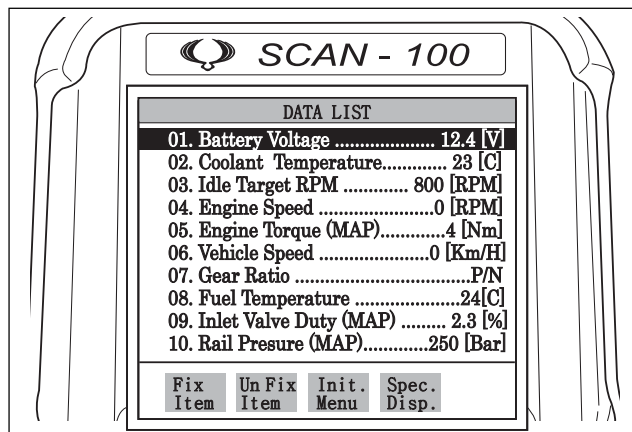 SCAN - 100
DATA LIST
01. Battery Voltage .................... 12.4 [V]
02. Coolant Temperature............. 23 [C]
03. Idle Target RPM ............. 800 [RPM]
04. Engine Speed .......................0 [RPM]
05. Engine Torque (MAP).............4 [Nm]
06. Vehicle Speed .......................0 [Km/H]
07. Gear Ratio ...................................P/N
08. Fuel Temperature .....................24[C]
09. Inlet Valve Duty (MAP) ......... 2.3 [%]
10. Rail Presure (MAP).............250 [Bar]
Fix Un Fix Init. Spec.
Item Item Menu Disp.